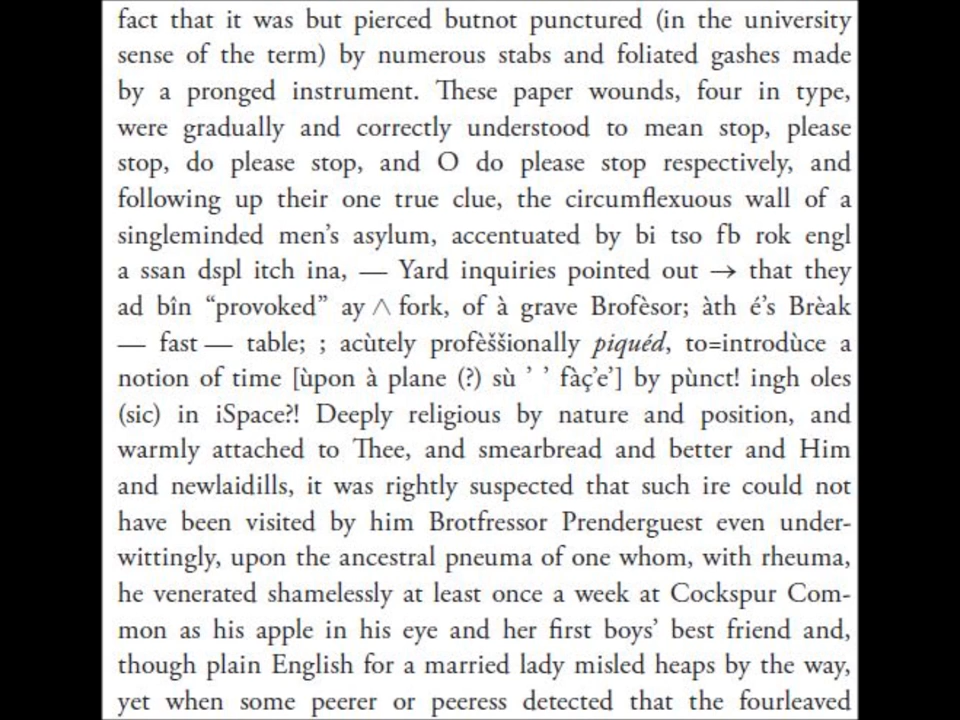 fact that it was but pierced butnot punctured (in the university
sense of the term) by numerous stabs and foliated gashes made
by a pronged instrument. These paper wounds, four in type,
were gradually and correctly understood to mean stop, please
stop, do please stop, and O do please stop respectively, and
following up their one true clue, the circumflexuous wall of a
singleminded men’s asylum, accentuated by bi tso fb rok engl
a ssan dspl itch ina, — Yard inquiries pointed out → that they
ad bîn “provoked” ay ∧ fork, of à grave Brofèsor; àth é’s Brèak
— fast — table; ; acùtely profèššionally piquéd, to=introdùce a
notion of time [ùpon à plane (?) sù ’ ’ fàç’e’] by pùnct! ingh oles
(sic) in iSpace?! Deeply religious by nature and position, and
warmly attached to Thee, and smearbread and better and Him
and newlaidills, it was rightly suspected that such ire could not
have been visited by him Brotfressor Prenderguest even under-
wittingly, upon the ancestral pneuma of one whom, with rheuma,
he venerated shamelessly at least once a week at Cockspur Com-
mon as his apple in his eye and her first boys’ best friend and,
though plain English for a married lady misled heaps by the way,
yet when some peerer or peeress detected that the fourleaved